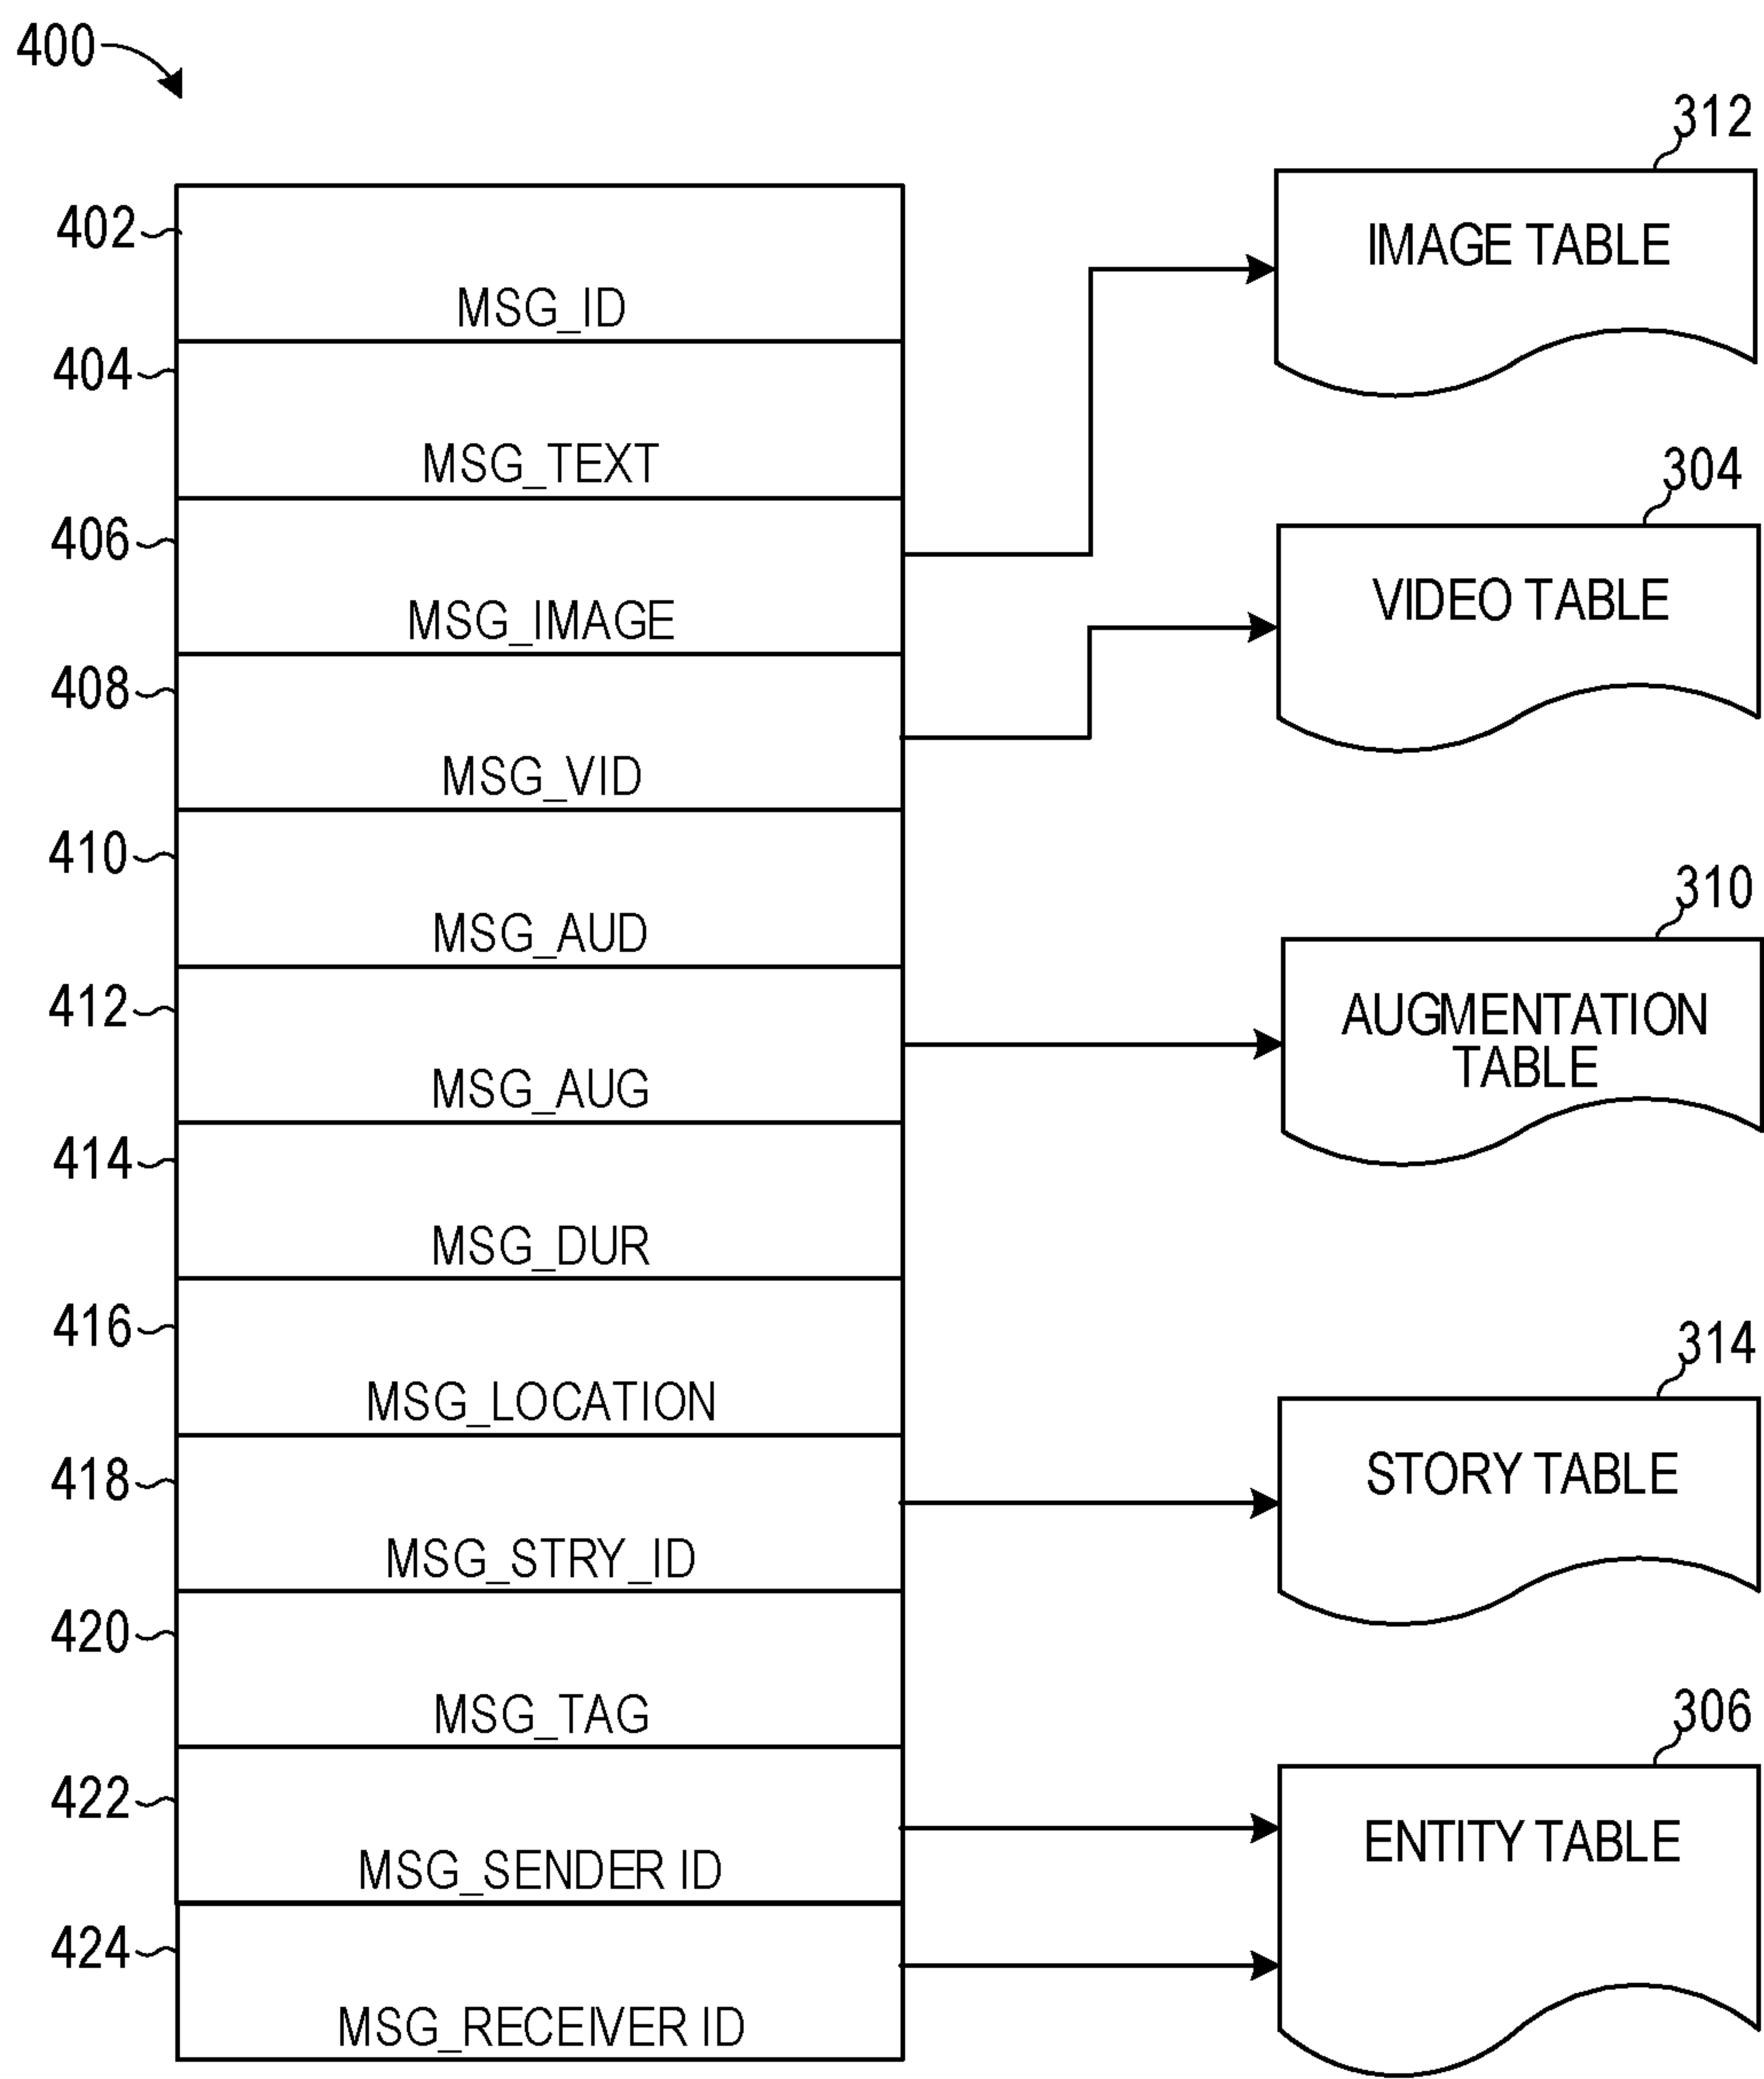 400
402
MSG_ID
404
MSG_TEXT
406
MSG_IMAGE
408
MSG_VID
410
MSG_AUD
412
MSG_AUG
414
MSG_DUR
416
MSG_LOCATION
418
MSG_STRY_ID
420
MSG_TAG
422
MSG_SENDER ID
424
MSG_RECEIVER ID
312
IMAGE TABLE
304
VIDEO TABLE
310
AUGMENTATION
TABLE
314
STORY TABLE
306
ENTITY TABLE